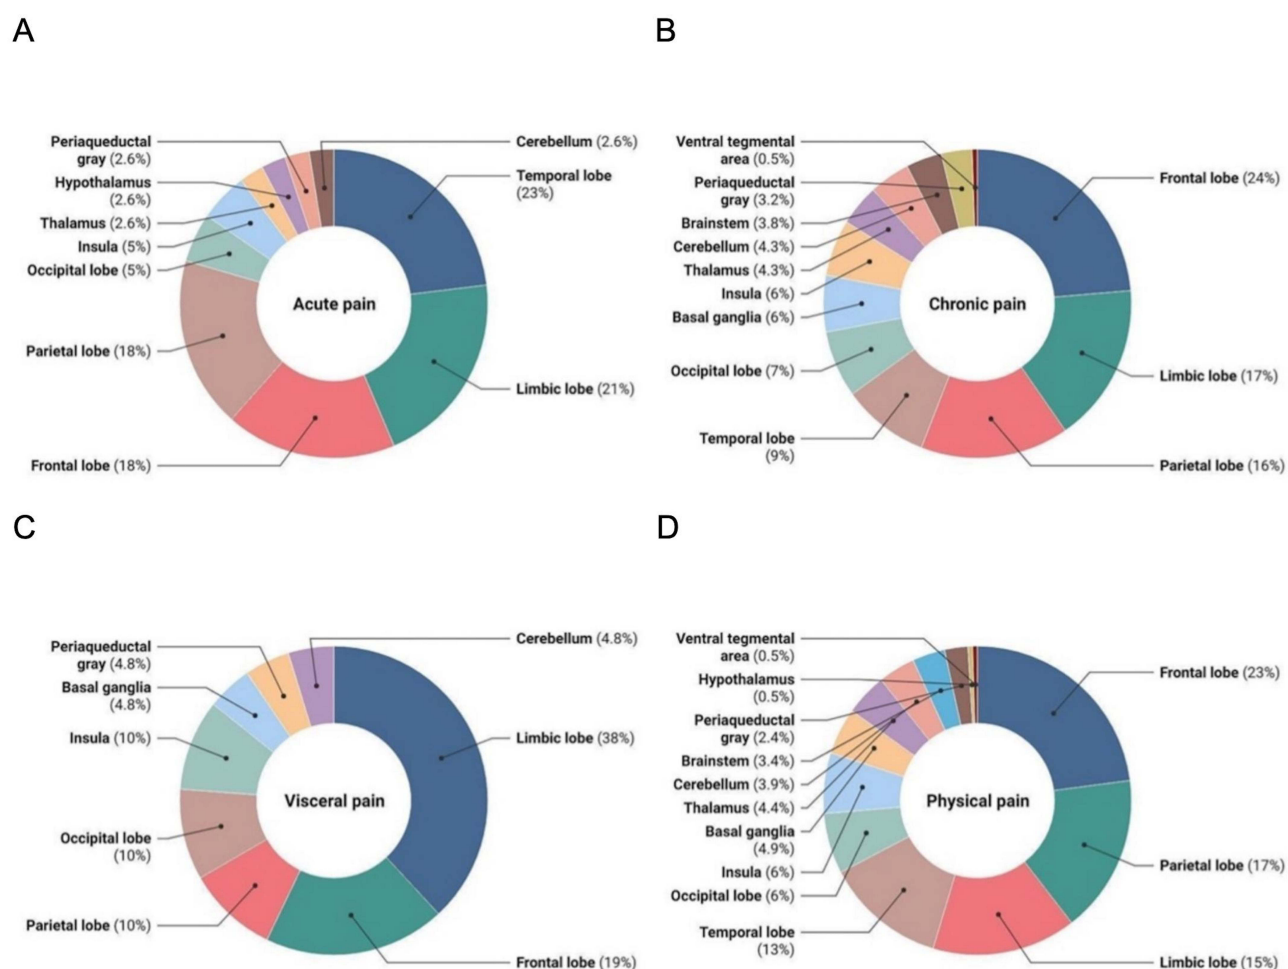 A
Periaqueductal
gray (2.6%)
Hypothalamus
(2.6%)
Thalamus (2.6%)
Insula (5%)
Occipital lobe (5%)
Parietal lobe (18%)
Frontal lobe (18%)
Acute pain
Cerebellum (2.6%)
Temporal lobe
(23%)
Limbic lobe (21%)
B
Ventral tegmental
area (0.5%)
Periaqueductal
gray (3.2%)
Brainstem (3.8%)
Cerebellum (4.3%)
Thalamus (4.3%)
Insula (6%)
Basal ganglia (6%)
Occipital lobe (7%)
Temporal lobe
(9%)
Chronic pain
Frontal lobe (24%)
Limbic lobe (17%)
Parietal lobe (16%)
C
Periaqueductal
gray (4.8%)
Basal ganglia
(4.8%)
Insula (10%)
Occipital lobe
(10%)
Parietal lobe (10%)
Visceral pain
Cerebellum (4.8%)
Limbic lobe (38%)
Frontal lobe (19%)
D
Ventral tegmental
area (0.5%)
Hypothalamus
(0.5%)
Periaqueductal
gray (2.4%)
Brainstem (3.4%)
Cerebellum (3.9%)
Thalamus (4.4%)
Basal ganglia
(4.9%)
Insula (6%)
Occipital lobe (6%)
Temporal lobe
(13%)
Physical pain
Frontal lobe (23%)
Parietal lobe (17%)
Limbic lobe (15%)